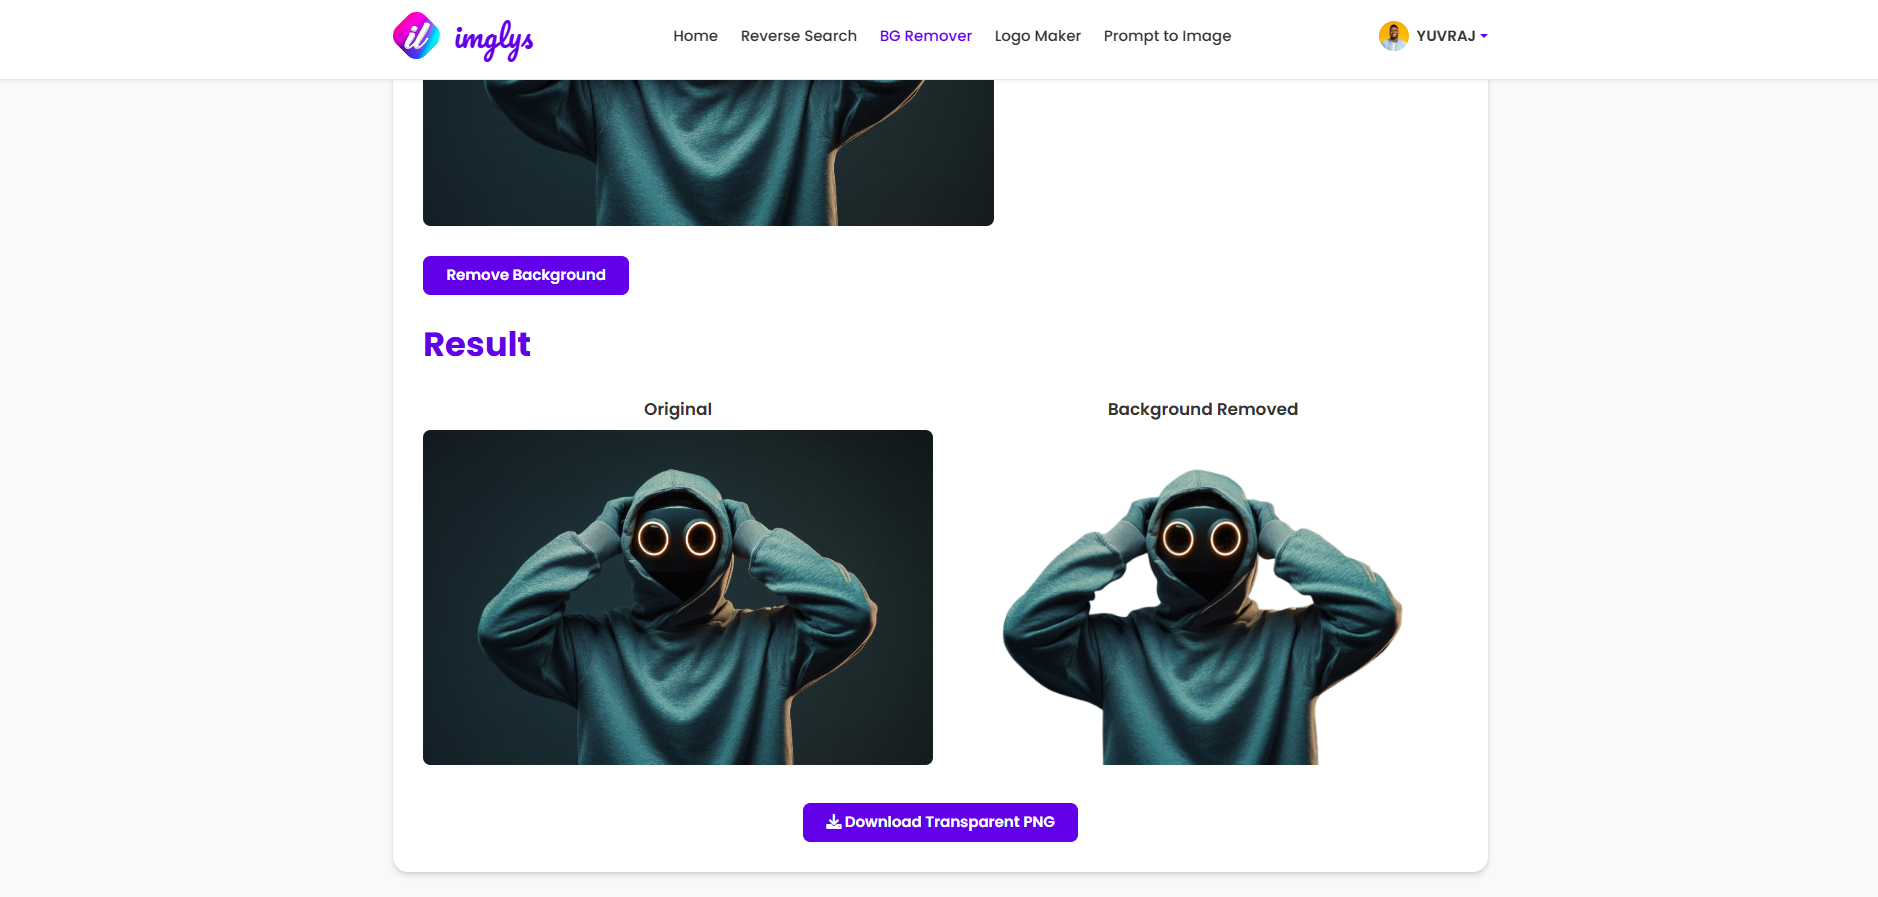 il imglys Home Reverse Search BG Remover Logo Maker Prompt to Image YUVRAJ
Remove Background
Result
Original Background Removed
Download Transparent PNG